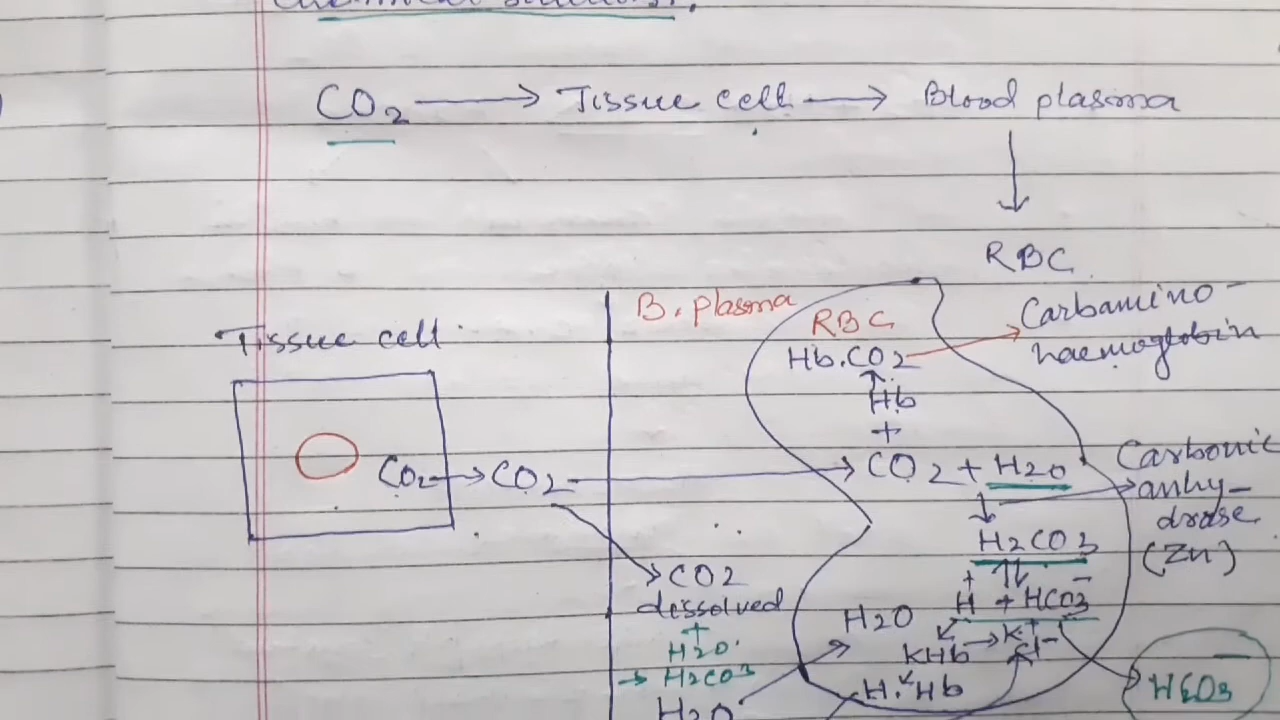 CO2 → Tissue cell → Blood plasma
↓
RBC
Tissue cell
B. plasma
RBC
Carbamino-
haemoglobin
Hb.CO2
Hb
+
CO2 → CO2
CO2 + H2O
Carbonic
anhy-
drase
(Zn)
H2CO3
CO2
dissolved
+
H2O
→ H2CO3
H2O
H+ + HCO3-
H2O
KHb → K+
Cl-
H.Hb
HCO3-